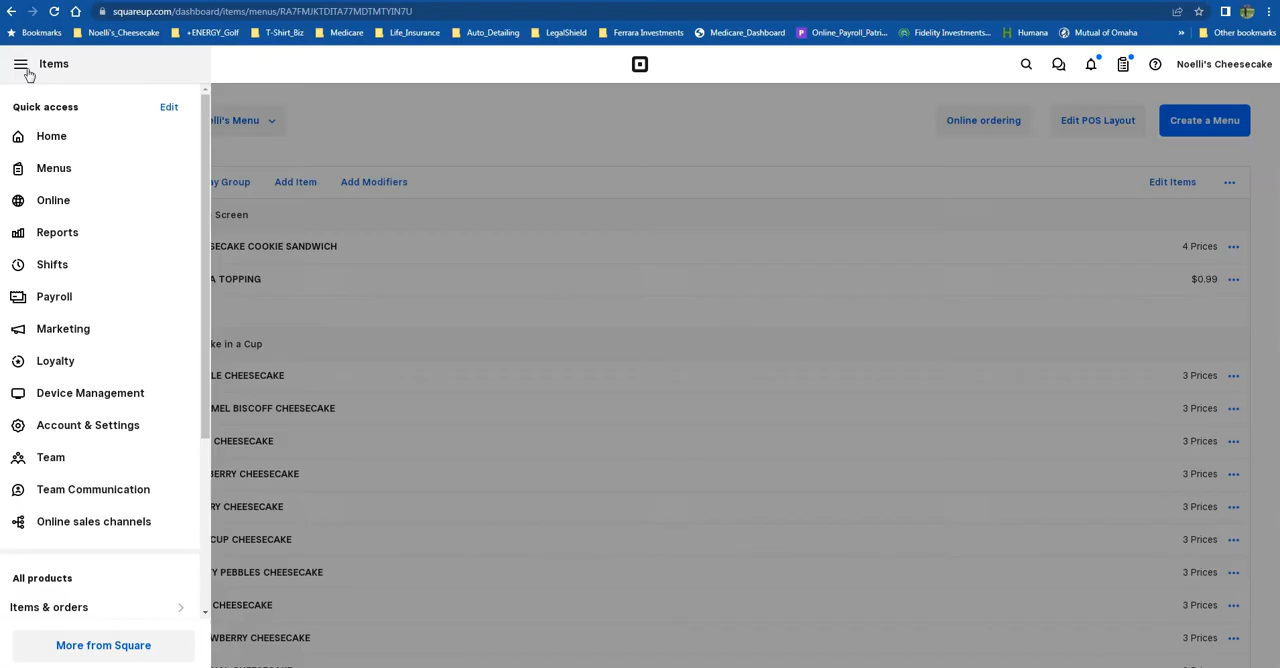 squareup.com/dashboard/items/menus/RA7FMJKTDITA77MDTMTYIN7U
Bookmarks Noelli's_Cheesecake +ENERGY_Golf T-Shirt_Biz Medicare Life_Insurance Auto_Detailing LegalShield Ferrara Investments Medicare_Dashboard Online_Payroll_Patri... Fidelity Investments... Humana Mutual of Omaha » Other bookmarks
Items
Noelli's Cheesecake
Quick access Edit
Home
Menus
Online
Reports
Shifts
Payroll
Marketing
Loyalty
Device Management
Account & Settings
Team
Team Communication
Online sales channels
All products
Items & orders
More from Square
elli's Menu Online ordering Edit POS Layout Create a Menu
ay Group Add Item Add Modifiers Edit Items
Screen
SECAKE COOKIE SANDWICH 4 Prices
A TOPPING $0.99
ke in a Cup
LE CHEESECAKE 3 Prices
MEL BISCOFF CHEESECAKE 3 Prices
CHEESECAKE 3 Prices
BERRY CHEESECAKE 3 Prices
RY CHEESECAKE 3 Prices
CUP CHEESECAKE 3 Prices
Y PEBBLES CHEESECAKE 3 Prices
CHEESECAKE 3 Prices
WBERRY CHEESECAKE 3 Prices